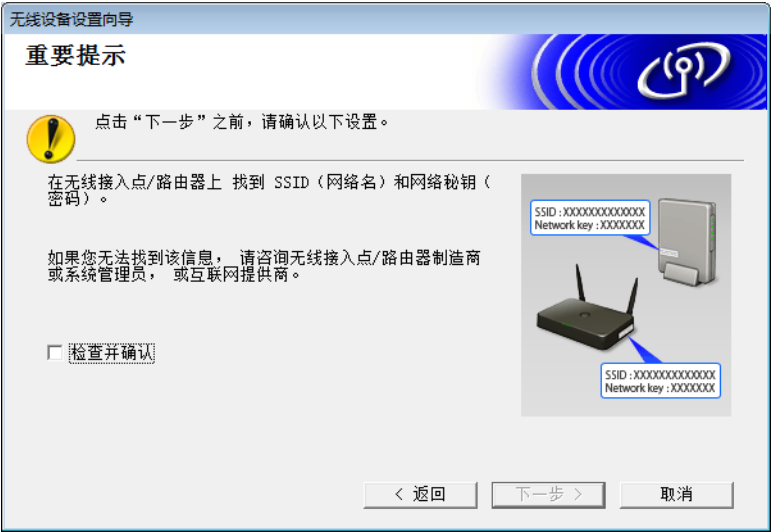 无线设备设置向导
重要提示
点击“下一步”之前，请确认以下设置。
在无线接入点/路由器上 找到 SSID（网络名）和网络秘钥（
密码）。
如果您无法找到该信息， 请咨询无线接入点/路由器制造商
或系统管理员， 或互联网提供商。
检查并确认
SSID : XXXXXXXXXXXXX
Network key : XXXXXXX
SSID : XXXXXXXXXXXXX
Network key : XXXXXXX
< 返回
下一步 >
取消